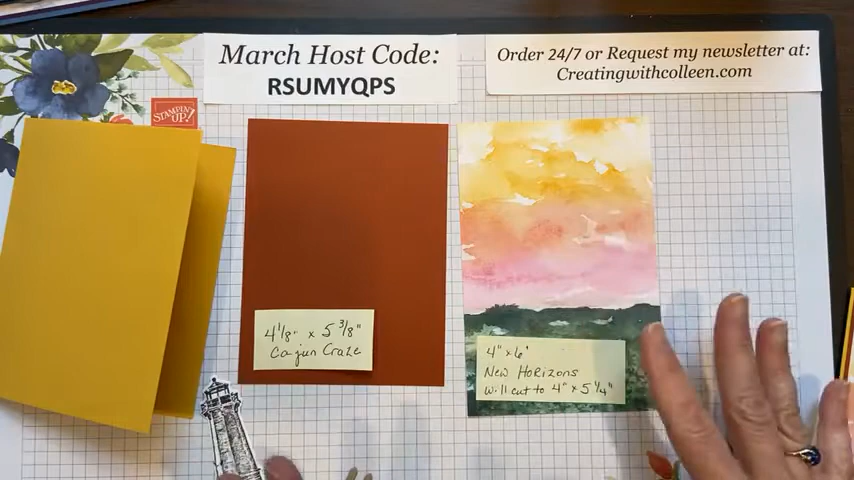 March Host Code:
RSUMYQPS
Order 24/7 or Request my newsletter at:
Creatingwithcolleen.com
STAMPIN' UP!
4 1/8" x 5 3/8"
Cajun Craze
4" x 6"
New Horizons
will cut to 4" x 5 1/4"